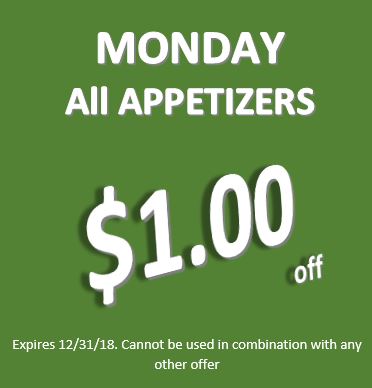 MONDAY
All APPETIZERS
$1.00
off
Expires 12/31/18. Cannot be used in combination with any
other offer